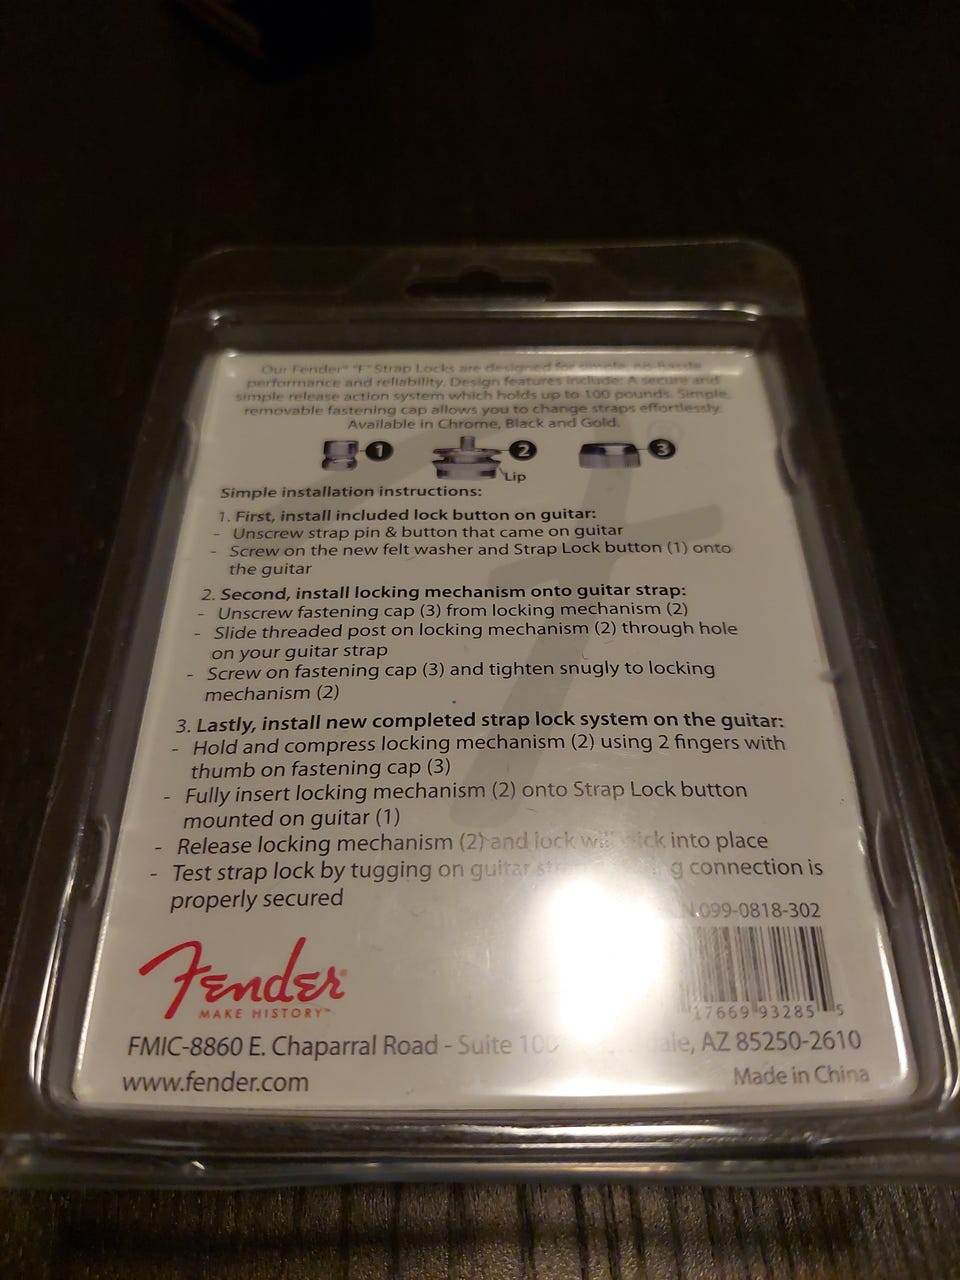 Our Fender® "F" Strap Locks are designed for simple, no-hassle
performance and reliability. Design features include: A secure and
simple release action system which holds up to 100 pounds. Simple,
removable fastening cap allows you to change straps effortlessly.
Available in Chrome, Black and Gold.
1 2 3
Lip
Simple installation instructions:
1. First, install included lock button on guitar:
- Unscrew strap pin & button that came on guitar
- Screw on the new felt washer and Strap Lock button (1) onto
the guitar
2. Second, install locking mechanism onto guitar strap:
- Unscrew fastening cap (3) from locking mechanism (2)
- Slide threaded post on locking mechanism (2) through hole
on your guitar strap
- Screw on fastening cap (3) and tighten snugly to locking
mechanism (2)
3. Lastly, install new completed strap lock system on the guitar:
- Hold and compress locking mechanism (2) using 2 fingers with
thumb on fastening cap (3)
- Fully insert locking mechanism (2) onto Strap Lock button
mounted on guitar (1)
- Release locking mechanism (2) and lock will into place
- Test strap lock by tugging on guitar connection is
properly secured
099-0818-302
Fender®
MAKE HISTORY™
17669 93285 5
FMIC-8860 E. Chaparral Road - Suite AZ 85250-2610
www.fender.com Made in China